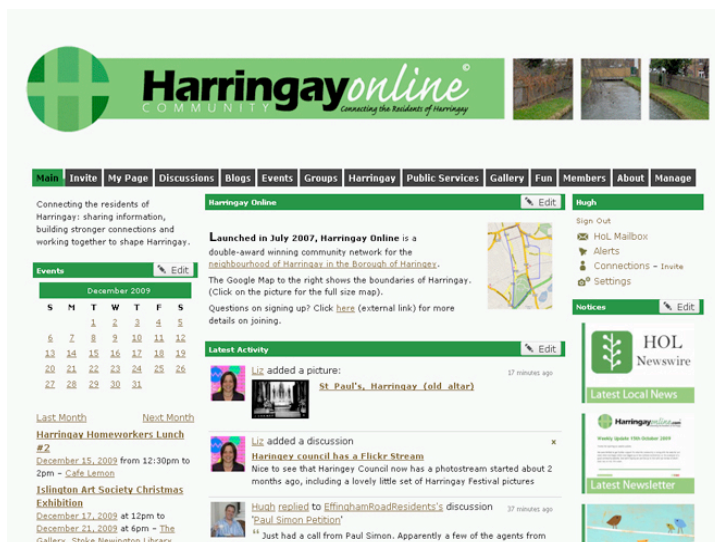 Harringayonline©
COMMUNITY Connecting the Residents of Harringay
Main Invite My Page Discussions Blogs Events Groups Harringay Public Services Gallery Fun Members About Manage
Connecting the residents of
Harringay: sharing information,
building stronger connections and
working together to shape Harringay.
Events Edit
December 2009
S M T W T F S
1 2 3 4 5
6 7 8 9 10 11 12
13 14 15 16 17 18 19
20 21 22 23 24 25 26
27 28 29 30 31
Last Month Next Month
Harringay Homeworkers Lunch
#2
December 15, 2009 from 12:30pm to
2pm – Cafe Lemon
Islington Art Society Christmas
Exhibition
December 17, 2009 at 12pm to
December 21, 2009 at 6pm – The
Gallery, Stoke Newington Library
Harringay Online Edit
Launched in July 2007, Harringay Online is a
double-award winning community network for the
neighbourhood of Harringay in the Borough of Haringey.
The Google Map to the right shows the boundaries of Harringay.
(Click on the picture for the full size map).
Questions on signing up? Click here (external link) for more
details on joining.
Latest Activity Edit
Liz added a picture: 17 minutes ago
St Paul's, Harringay (old altar)
Liz added a discussion x
Haringey council has a Flickr Stream
Nice to see that Haringey Council now has a photostream started about 2
months ago, including a lovely little set of Harringay Festival pictures
Hugh replied to EffinghamRoadResidents's discussion 37 minutes ago
'Paul Simon Petition'
“ Just had a call from Paul Simon. Apparently a few of the agents from
Hugh
Sign Out
HoL Mailbox
Alerts
Connections – Invite
Settings
Notices Edit
HOL
Newswire
Latest Local News
Harringayonline.com
Weekly Update 15th October 2009
Latest Newsletter